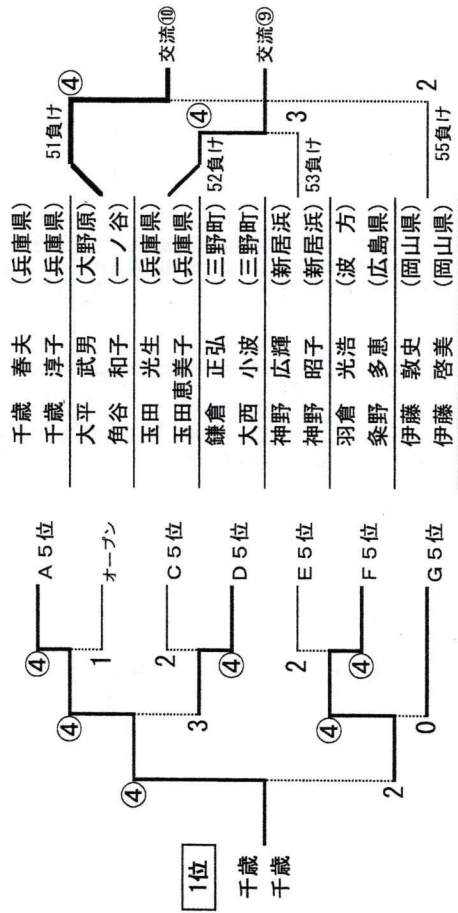 1位
千歳
千歳
④
④
3
④
1
2
④
2
④
2
④
0
A5位
オープン
C5位
D5位
E5位
F5位
G5位
千歳 春夫 (兵庫県)
千歳 淳子 (兵庫県)
大平 武男 (大野原)
角谷 和子 (一ノ谷)
玉田 光生 (兵庫県)
玉田恵美子 (兵庫県)
鎌倉 正弘 (三野町)
大西 小波 (三野町)
神野 広輝 (新居浜)
神野 昭子 (新居浜)
羽倉 光浩 (波方)
粂野 多恵 (広島県)
伊藤 敦史 (岡山県)
伊藤 啓美 (岡山県)
51負け
④
52負け
④
53負け
3
55負け
2
交流⑩
交流⑨